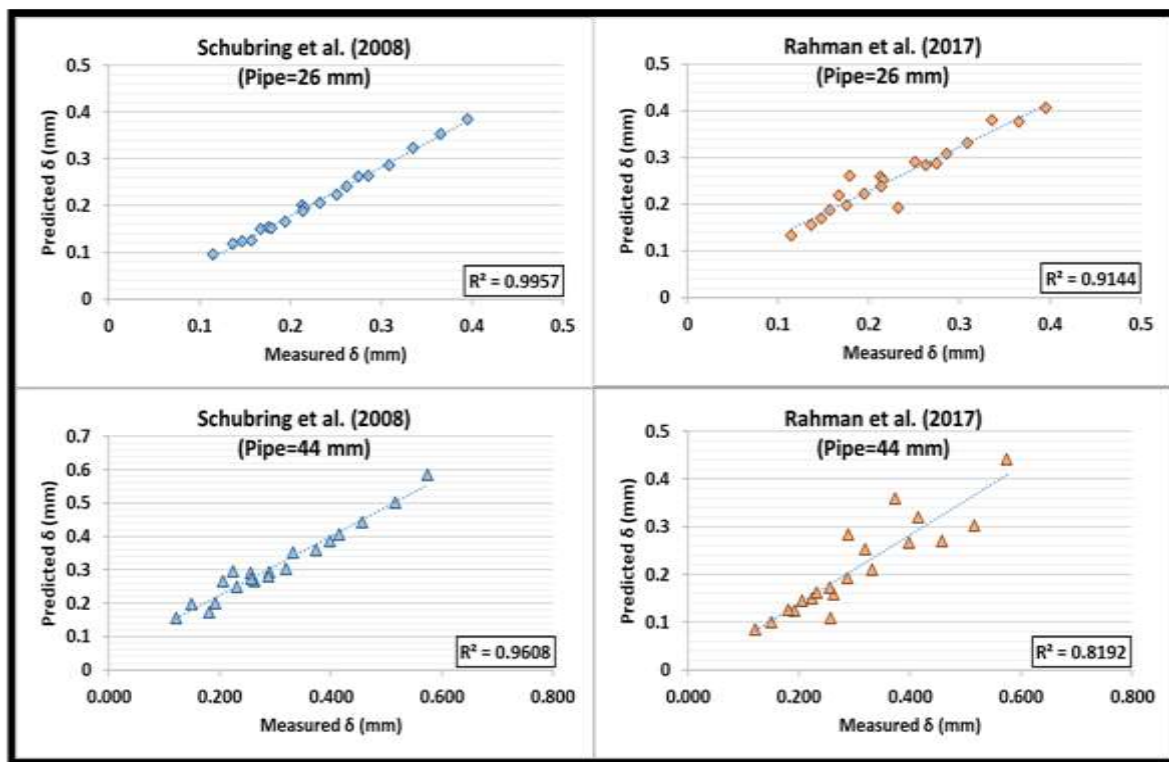 Schubring et al. (2008)
(Pipe=26 mm)
Predicted δ (mm)
0.5
0.4
0.3
0.2
0.1
0
0 0.1 0.2 0.3 0.4 0.5
Measured δ (mm)
R² = 0.9957
Rahman et al. (2017)
(Pipe=26 mm)
Predicted δ (mm)
0.5
0.4
0.3
0.2
0.1
0
0 0.1 0.2 0.3 0.4 0.5
Measured δ (mm)
R² = 0.9144
Schubring et al. (2008)
(Pipe=44 mm)
Predicted δ (mm)
0.7
0.6
0.5
0.4
0.3
0.2
0.1
0
0.000 0.200 0.400 0.600 0.800
Measured δ (mm)
R² = 0.9608
Rahman et al. (2017)
(Pipe=44 mm)
Predicted δ (mm)
0.5
0.4
0.3
0.2
0.1
0
0.000 0.200 0.400 0.600 0.800
Measured δ (mm)
R² = 0.8192